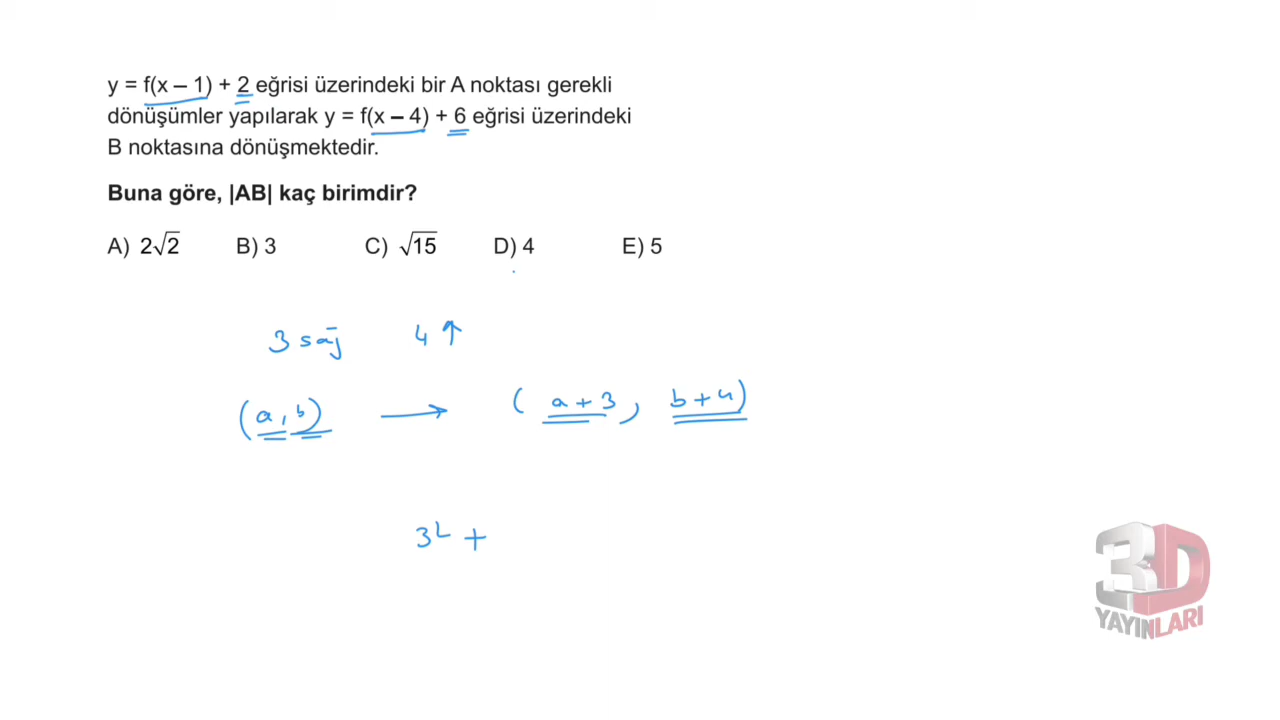 y = f(x – 1) + 2 eğrisi üzerindeki bir A noktası gerekli
dönüşümler yapılarak y = f(x – 4) + 6 eğrisi üzerindeki
B noktasına dönüşmektedir.
Buna göre, |AB| kaç birimdir?
A) 2√2 B) 3 C) √15 D) 4 E) 5
3 sağ 4 ↑
(a, b) → (a + 3, b + 4)
3² +
3D
YAYINLARI